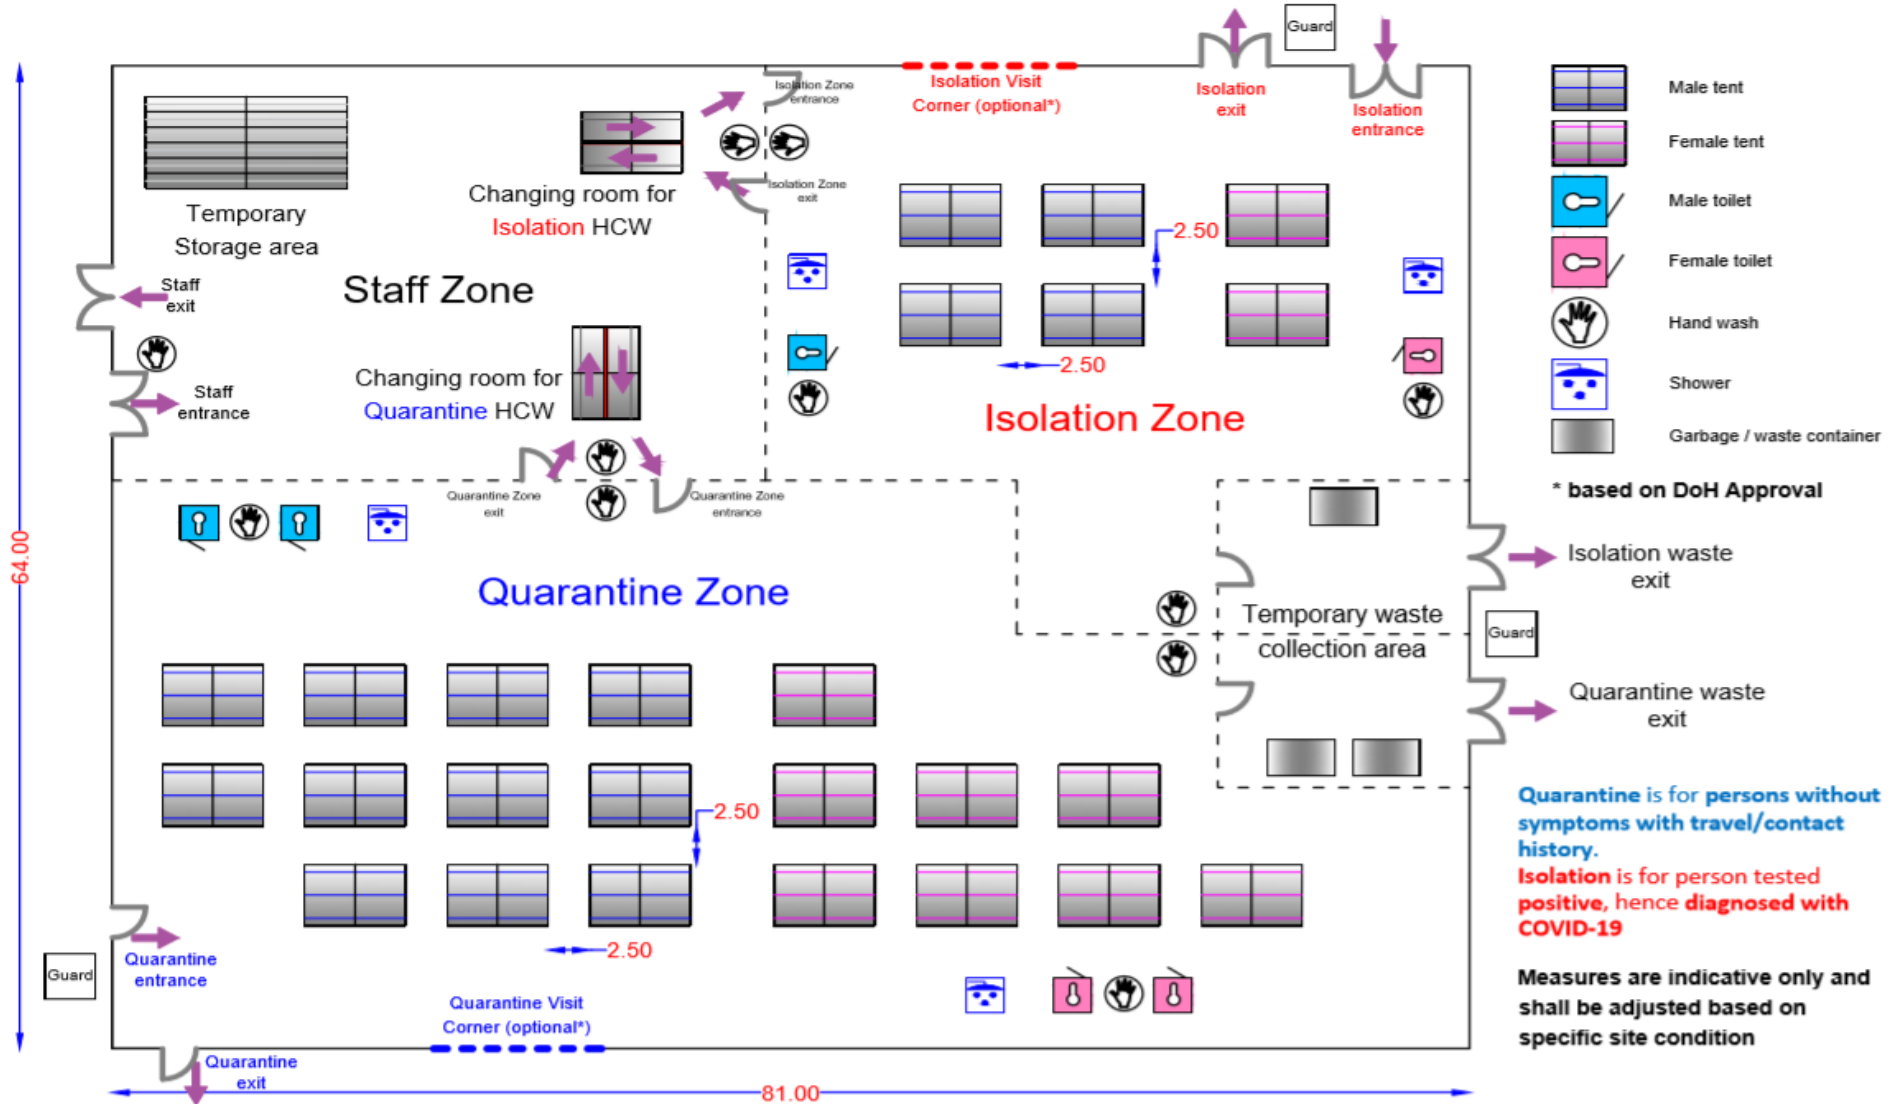 Guard
Isolation Visit
Corner (optional*)
Isolation
exit
Isolation
entrance
Isolation Zone
entrance
Changing room for
Isolation HCW
Isolation Zone
exit
Temporary
Storage area
Staff
exit
Staff Zone
Staff
entrance
Changing room for
Quarantine HCW
2.50
2.50
Isolation Zone
Quarantine Zone
exit
Quarantine Zone
entrance
64.00
Quarantine Zone
Temporary waste
collection area
Isolation waste
exit
Guard
Quarantine waste
exit
2.50
2.50
Quarantine
entrance
Guard
Quarantine Visit
Corner (optional*)
Quarantine
exit
81.00
Male tent
Female tent
Male toilet
Female toilet
Hand wash
Shower
Garbage / waste container
* based on DoH Approval
Quarantine is for persons without
symptoms with travel/contact
history.
Isolation is for person tested
positive, hence diagnosed with
COVID-19
Measures are indicative only and
shall be adjusted based on
specific site condition